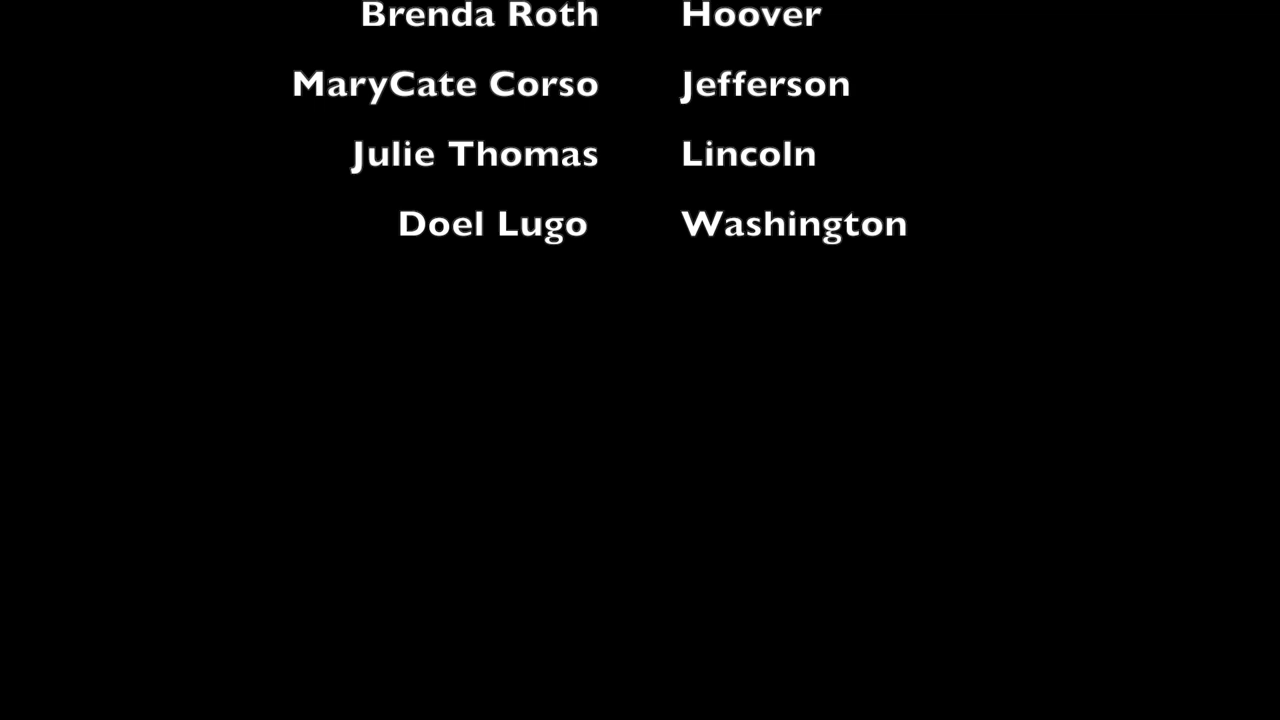 Brenda Roth Hoover
MaryCate Corso Jefferson
Julie Thomas Lincoln
Doel Lugo Washington